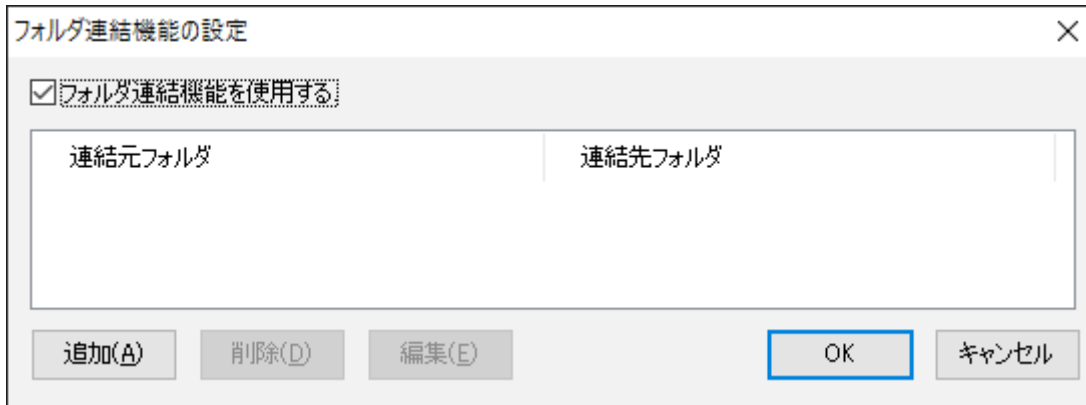 フォルダ連結機能の設定
フォルダ連結機能を使用する
連結元フォルダ 連結先フォルダ
追加(A) 削除(D) 編集(E) OK キャンセル